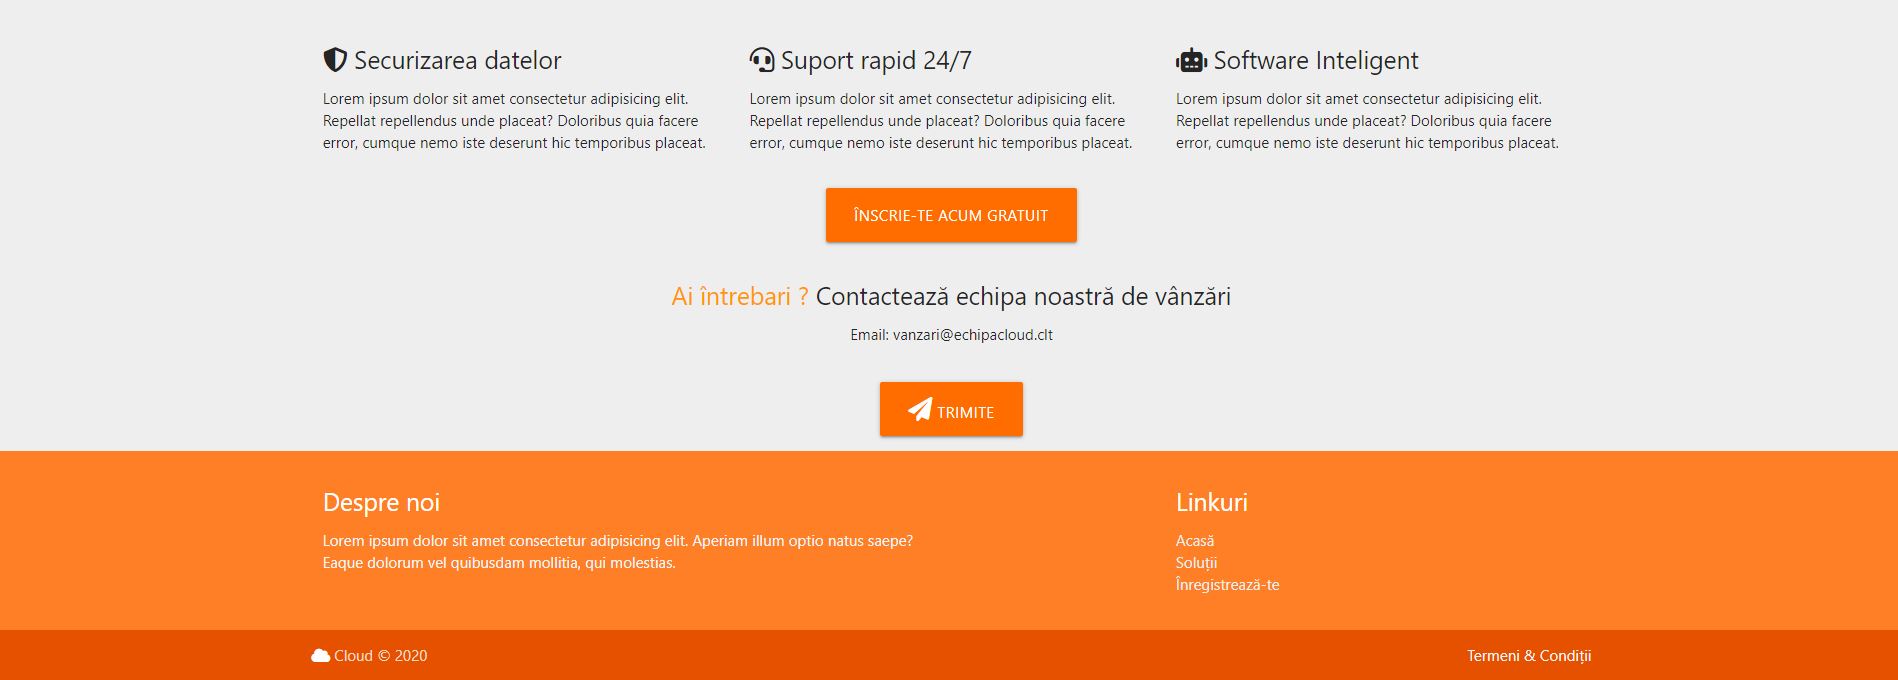 Securizarea datelor
Lorem ipsum dolor sit amet consectetur adipisicing elit.
Repellat repellendus unde placeat? Doloribus quia facere
error, cumque nemo iste deserunt hic temporibus placeat.
Suport rapid 24/7
Lorem ipsum dolor sit amet consectetur adipisicing elit.
Repellat repellendus unde placeat? Doloribus quia facere
error, cumque nemo iste deserunt hic temporibus placeat.
Software Inteligent
Lorem ipsum dolor sit amet consectetur adipisicing elit.
Repellat repellendus unde placeat? Doloribus quia facere
error, cumque nemo iste deserunt hic temporibus placeat.
ÎNSCRIE-TE ACUM GRATUIT
Ai întrebari ? Contactează echipa noastră de vânzări
Email: vanzari@echipacloud.clt
TRIMITE
Despre noi
Lorem ipsum dolor sit amet consectetur adipisicing elit. Aperiam illum optio natus saepe?
Eaque dolorum vel quibusdam mollitia, qui molestias.
Linkuri
Acasă
Soluții
Înregistrează-te
Cloud © 2020
Termeni & Condiții